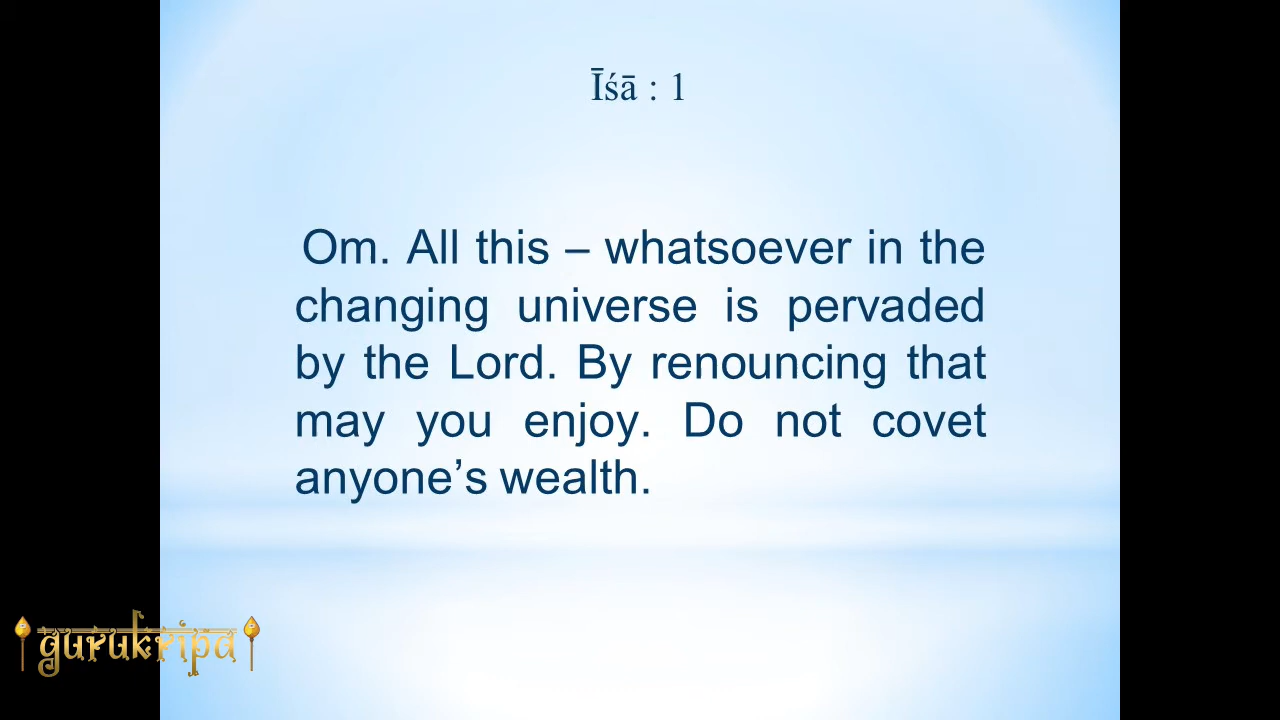 Īśā : 1
Om. All this – whatsoever in the
changing universe is pervaded
by the Lord. By renouncing that
may you enjoy. Do not covet
anyone’s wealth.
gurukripa